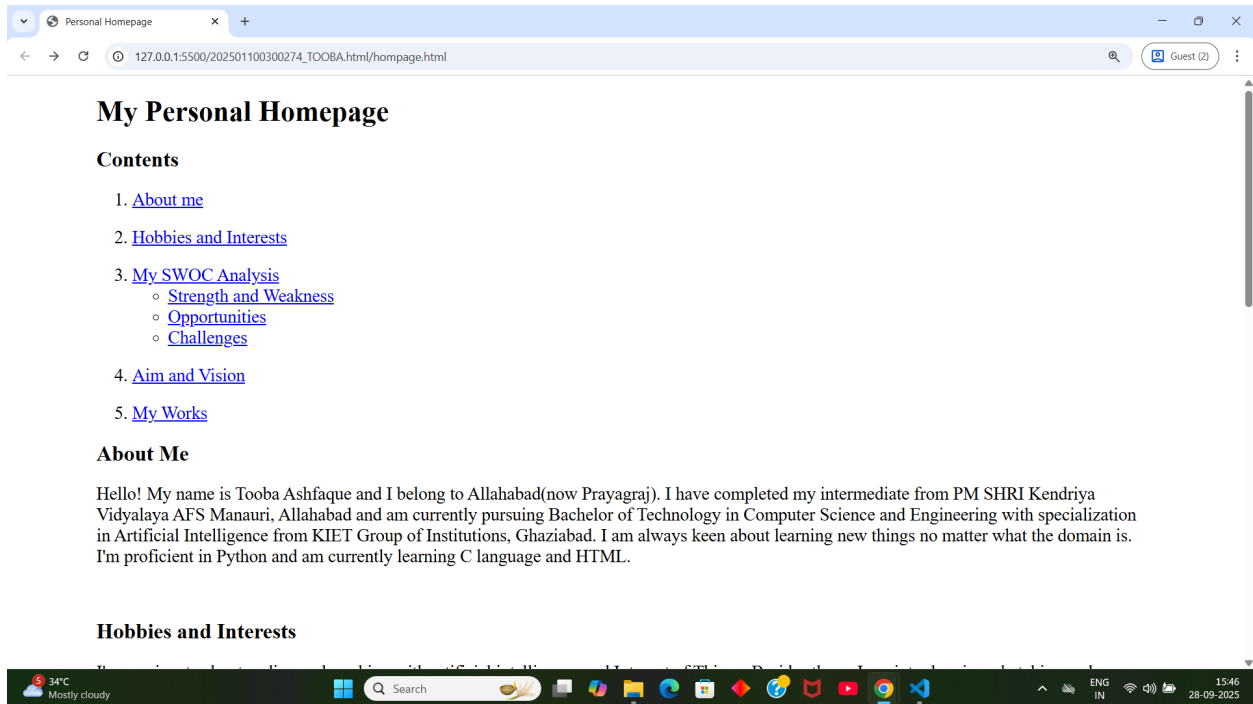 Personal Homepage
127.0.0.1:5500/202501100300274_TOOBA.html/hompage.html
Guest (2)
My Personal Homepage
Contents
1. About me
2. Hobbies and Interests
3. My SWOC Analysis
Strength and Weakness
Opportunities
Challenges
4. Aim and Vision
5. My Works
About Me
Hello! My name is Tooba Ashfaque and I belong to Allahabad(now Prayagraj). I have completed my intermediate from PM SHRI Kendriya
Vidyalaya AFS Manauri, Allahabad and am currently pursuing Bachelor of Technology in Computer Science and Engineering with specialization
in Artificial Intelligence from KIET Group of Institutions, Ghaziabad. I am always keen about learning new things no matter what the domain is.
I'm proficient in Python and am currently learning C language and HTML.
Hobbies and Interests
5
34°C
Mostly cloudy
Search
ENG
IN
15:46
28-09-2025